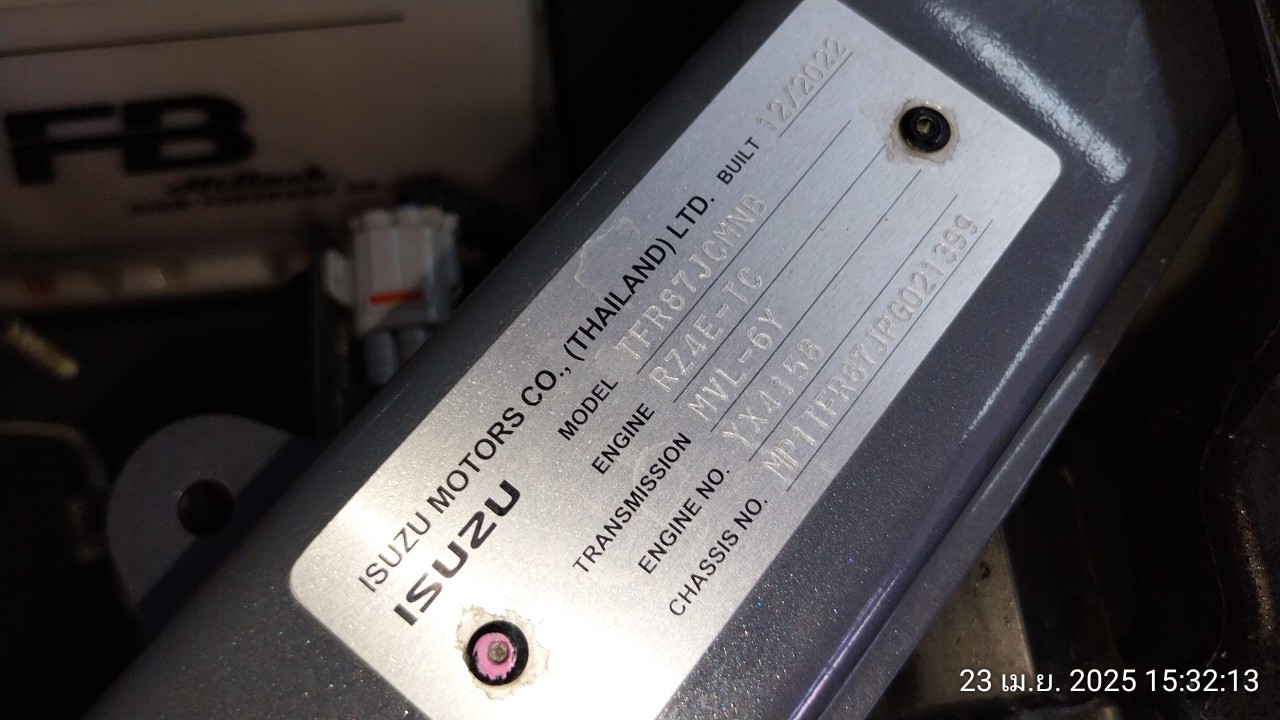 FB
ISUZU MOTORS CO., (THAILAND) LTD. BUILT 12/2022
ISUZU
MODEL TFR87JCMNB
ENGINE RZ4E-TC
TRANSMISSION MVL-6Y
ENGINE NO. YX4158
CHASSIS NO. MP1TFR87JPG021399
23 เม.ย. 2025 15:32:13